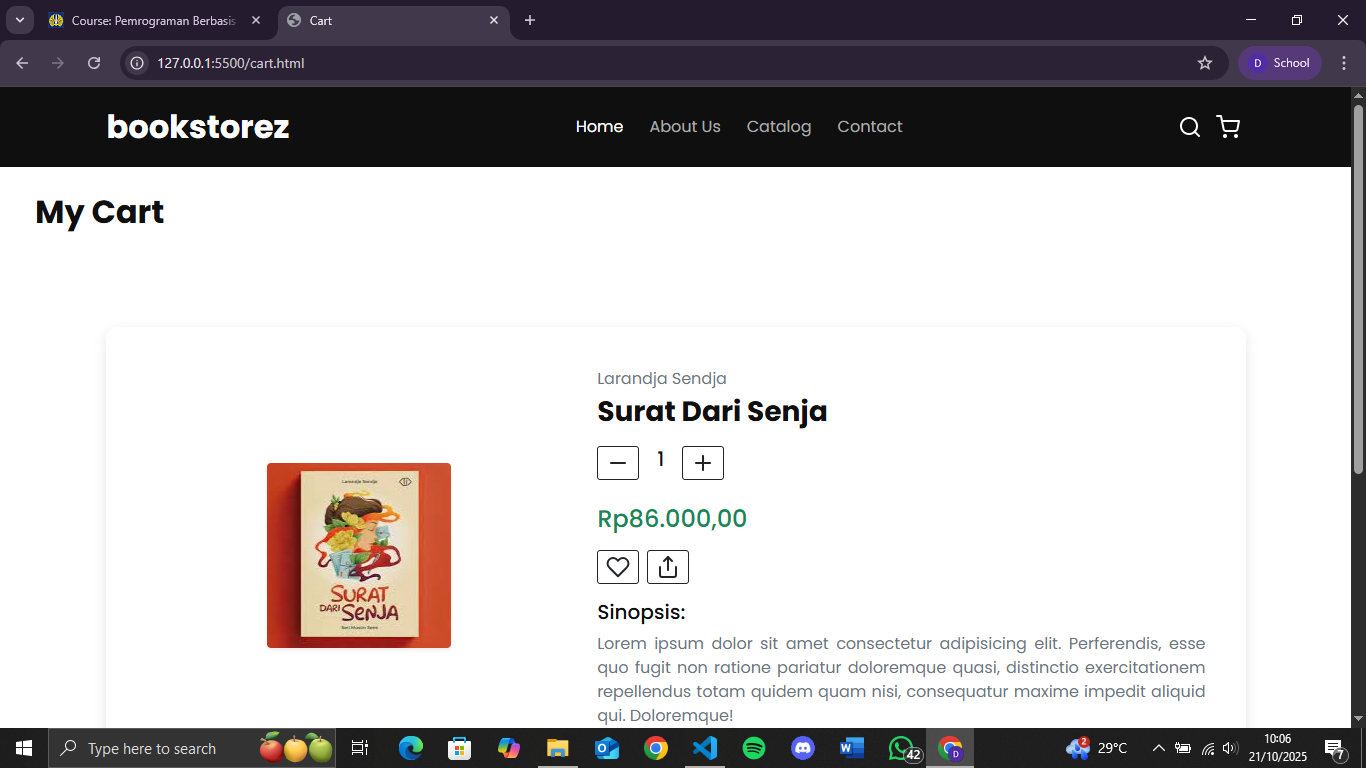 Course: Pemrograman Berbasis
Cart
127.0.0.1:5500/cart.html
D School
bookstorez
Home About Us Catalog Contact
My Cart
Larandja Sendja
Surat Dari Senja
1
Rp86.000,00
Larandja Sendja
SURAT
DARI SENJA
Sinopsis:
Lorem ipsum dolor sit amet consectetur adipisicing elit. Perferendis, esse
quo fugit non ratione pariatur doloremque quasi, distinctio exercitationem
repellendus totam quidem quam nisi, consequatur maxime impedit aliquid
qui. Doloremque!
Type here to search
42
D
2
29°C
10:06
21/10/2025
7